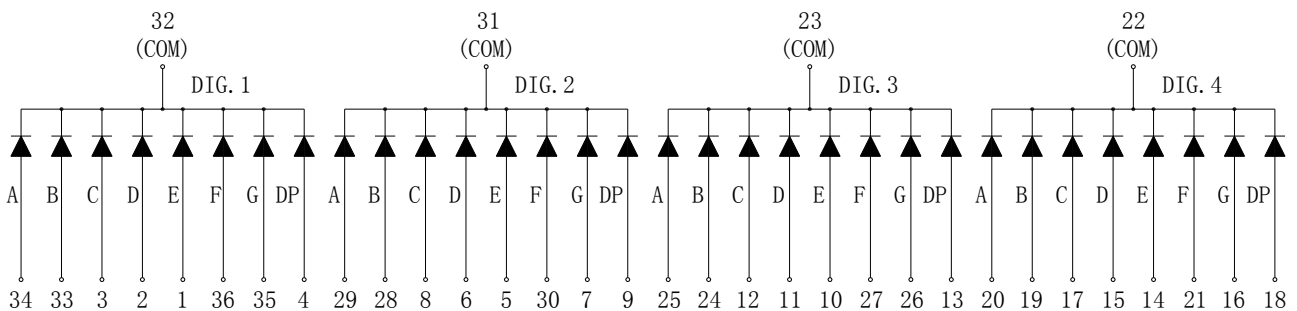 32 31 23 22
(COM) (COM) (COM) (COM)
DIG.1 DIG.2 DIG.3 DIG.4
A B C D E F G DP A B C D E F G DP A B C D E F G DP A B C D E F G DP
34 33 3 2 1 36 35 4 29 28 8 6 5 30 7 9 25 24 12 11 10 27 26 13 20 19 17 15 14 21 16 18